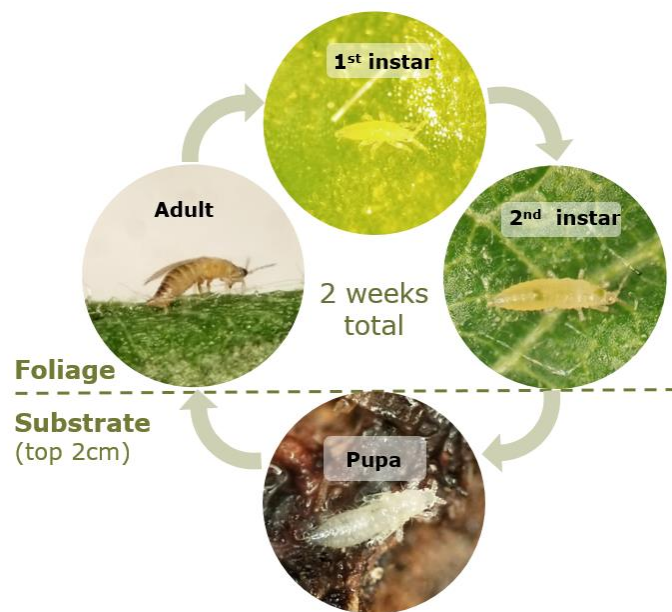 1st instar
Adult
2nd instar
2 weeks
total
Foliage
Substrate
(top 2cm)
Pupa